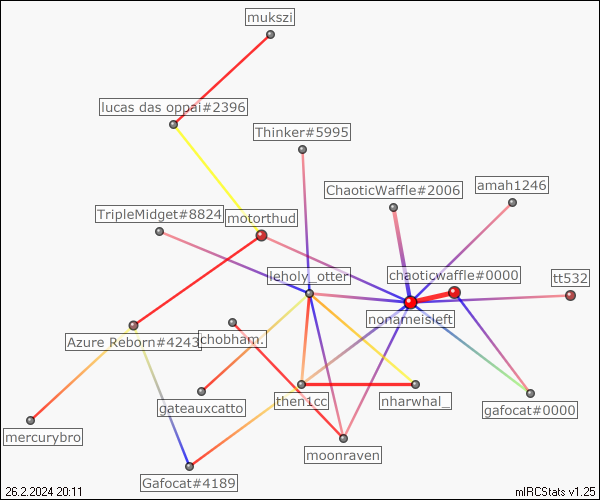 mukszi
lucas das oppai#2396
Thinker#5995
ChaoticWaffle#2006
amah1246
TripleMidget#8824
motorthud
leholy_otter
chaoticwaffle#0000
tt532
nonameisleft
Azure Reborn#4243
chobham.
gateauxcatto
then1cc
nharwhal_
gafocat#0000
mercurybro
moonraven
Gafocat#4189
26.2.2024 20:11
mIRCStats v1.25